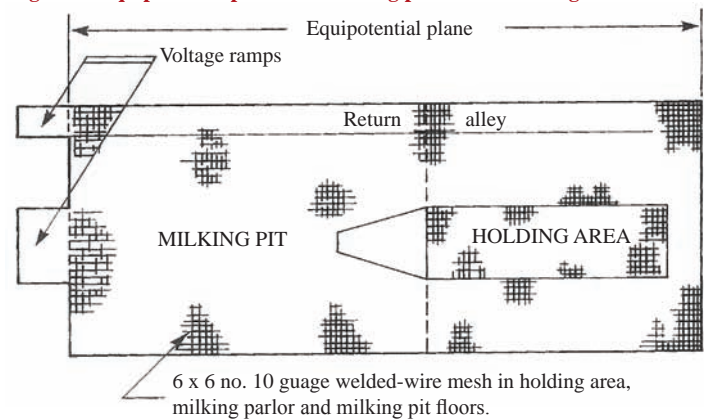 Equipotential plane
Voltage ramps
Return alley
MILKING PIT
HOLDING AREA
6 x 6 no. 10 guage welded-wire mesh in holding area,
milking parlor and milking pit floors.